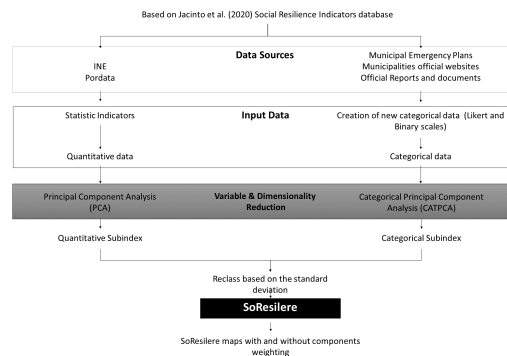 Based on Jacinto et al. (2020) Social Resilience Indicators database
Data Sources
INE
Pordata
Municipal Emergency Plans
Municipalities official websites
Official Reports and documents
Input Data
Statistic Indicators
Creation of new categorical data (Likert and
Binary scales)
Quantitative data
Categorical data
Principal Component Analysis
(PCA)
Variable & Dimensionality
Reduction
Categorical Principal Component
Analysis (CATPCA)
Quantitative Subindex
Categorical Subindex
Reclass based on the standard
deviation
SoResilere
SoResilere maps with and without components
weighting